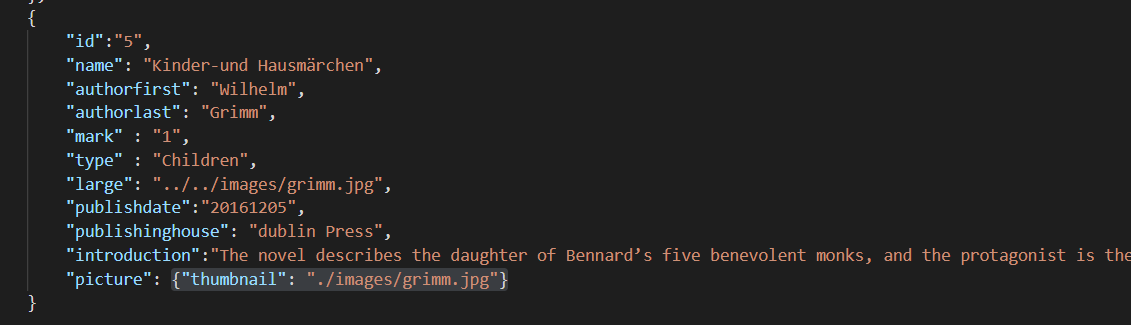 },
{
"id":"5",
"name": "Kinder-und Hausmärchen",
"authorfirst": "Wilhelm",
"authorlast": "Grimm",
"mark" : "1",
"type" : "Children",
"large": "../../images/grimm.jpg",
"publishdate":"20161205",
"publishinghouse": "dublin Press",
"introduction":"The novel describes the daughter of Bennard’s five benevolent monks, and the protagonist is the
"picture": {"thumbnail": "./images/grimm.jpg"}
}